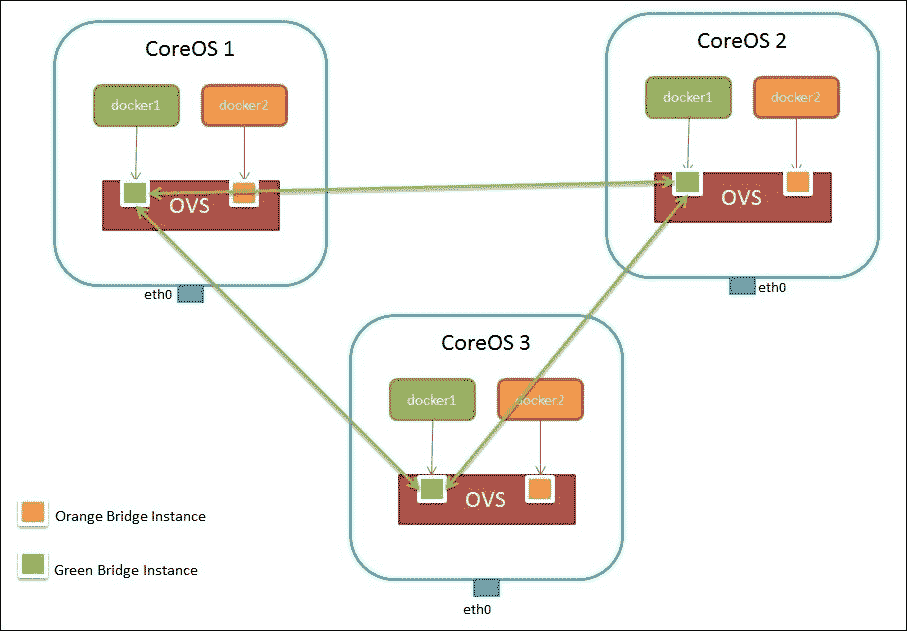 CoreOS 1
docker1
docker2
OVS
eth0
CoreOS 2
docker1
docker2
OVS
eth0
CoreOS 3
docker1
docker2
OVS
eth0
Orange Bridge Instance
Green Bridge Instance